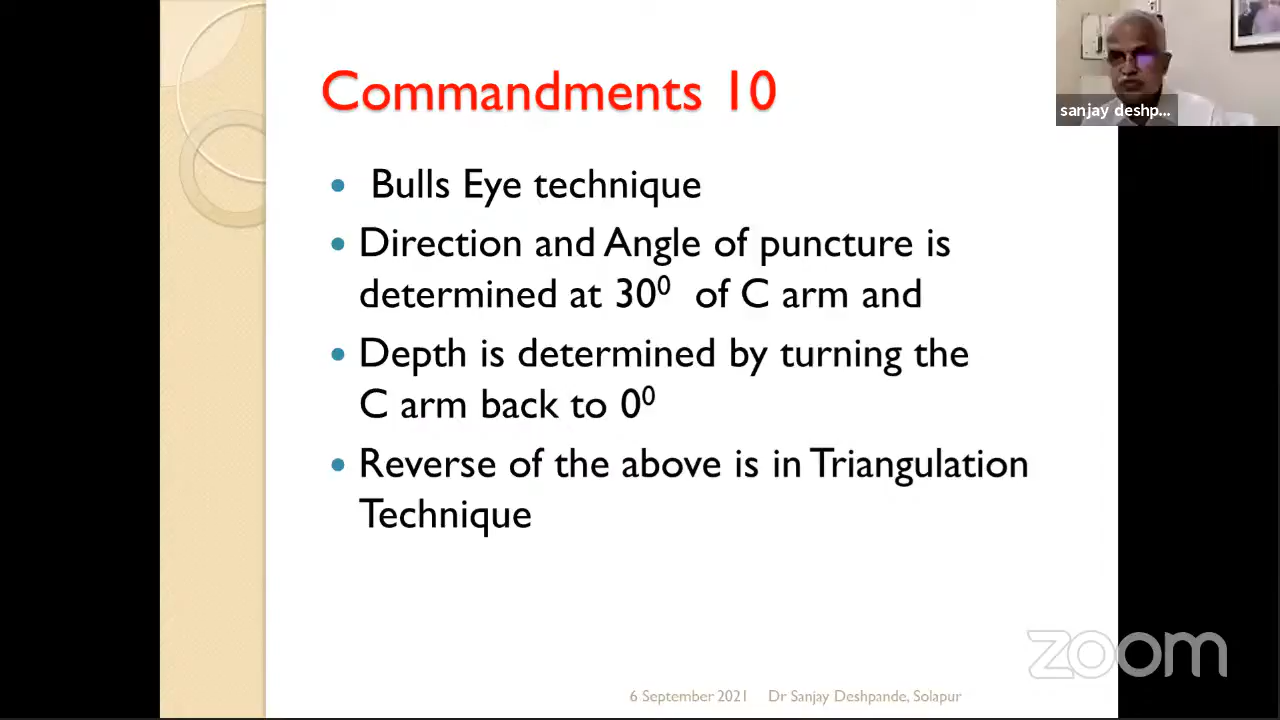 Commandments 10
sanjay deshp...
• Bulls Eye technique
• Direction and Angle of puncture is
determined at 30⁰ of C arm and
• Depth is determined by turning the
C arm back to 0⁰
• Reverse of the above is in Triangulation
Technique
zoom
6 September 2021 Dr Sanjay Deshpande, Solapur